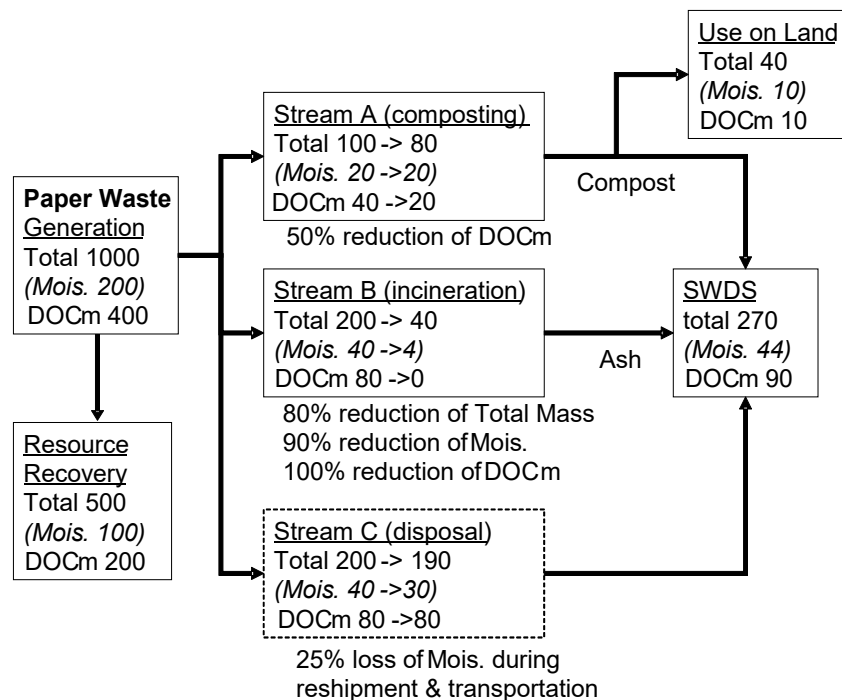 Use on Land
Total 40
(Mois. 10)
DOCm 10
Stream A (composting)
Total 100 -> 80
(Mois. 20 ->20)
DOCm 40 ->20
50% reduction of DOCm
Compost
Paper Waste
Generation
Total 1000
(Mois. 200)
DOCm 400
Stream B (incineration)
Total 200 -> 40
(Mois. 40 ->4)
DOCm 80 ->0
80% reduction of Total Mass
90% reduction of Mois.
100% reduction of DOCm
Ash
SWDS
total 270
(Mois. 44)
DOCm 90
Resource
Recovery
Total 500
(Mois. 100)
DOCm 200
Stream C (disposal)
Total 200 -> 190
(Mois. 40 ->30)
DOCm 80 ->80
25% loss of Mois. during
reshipment & transportation